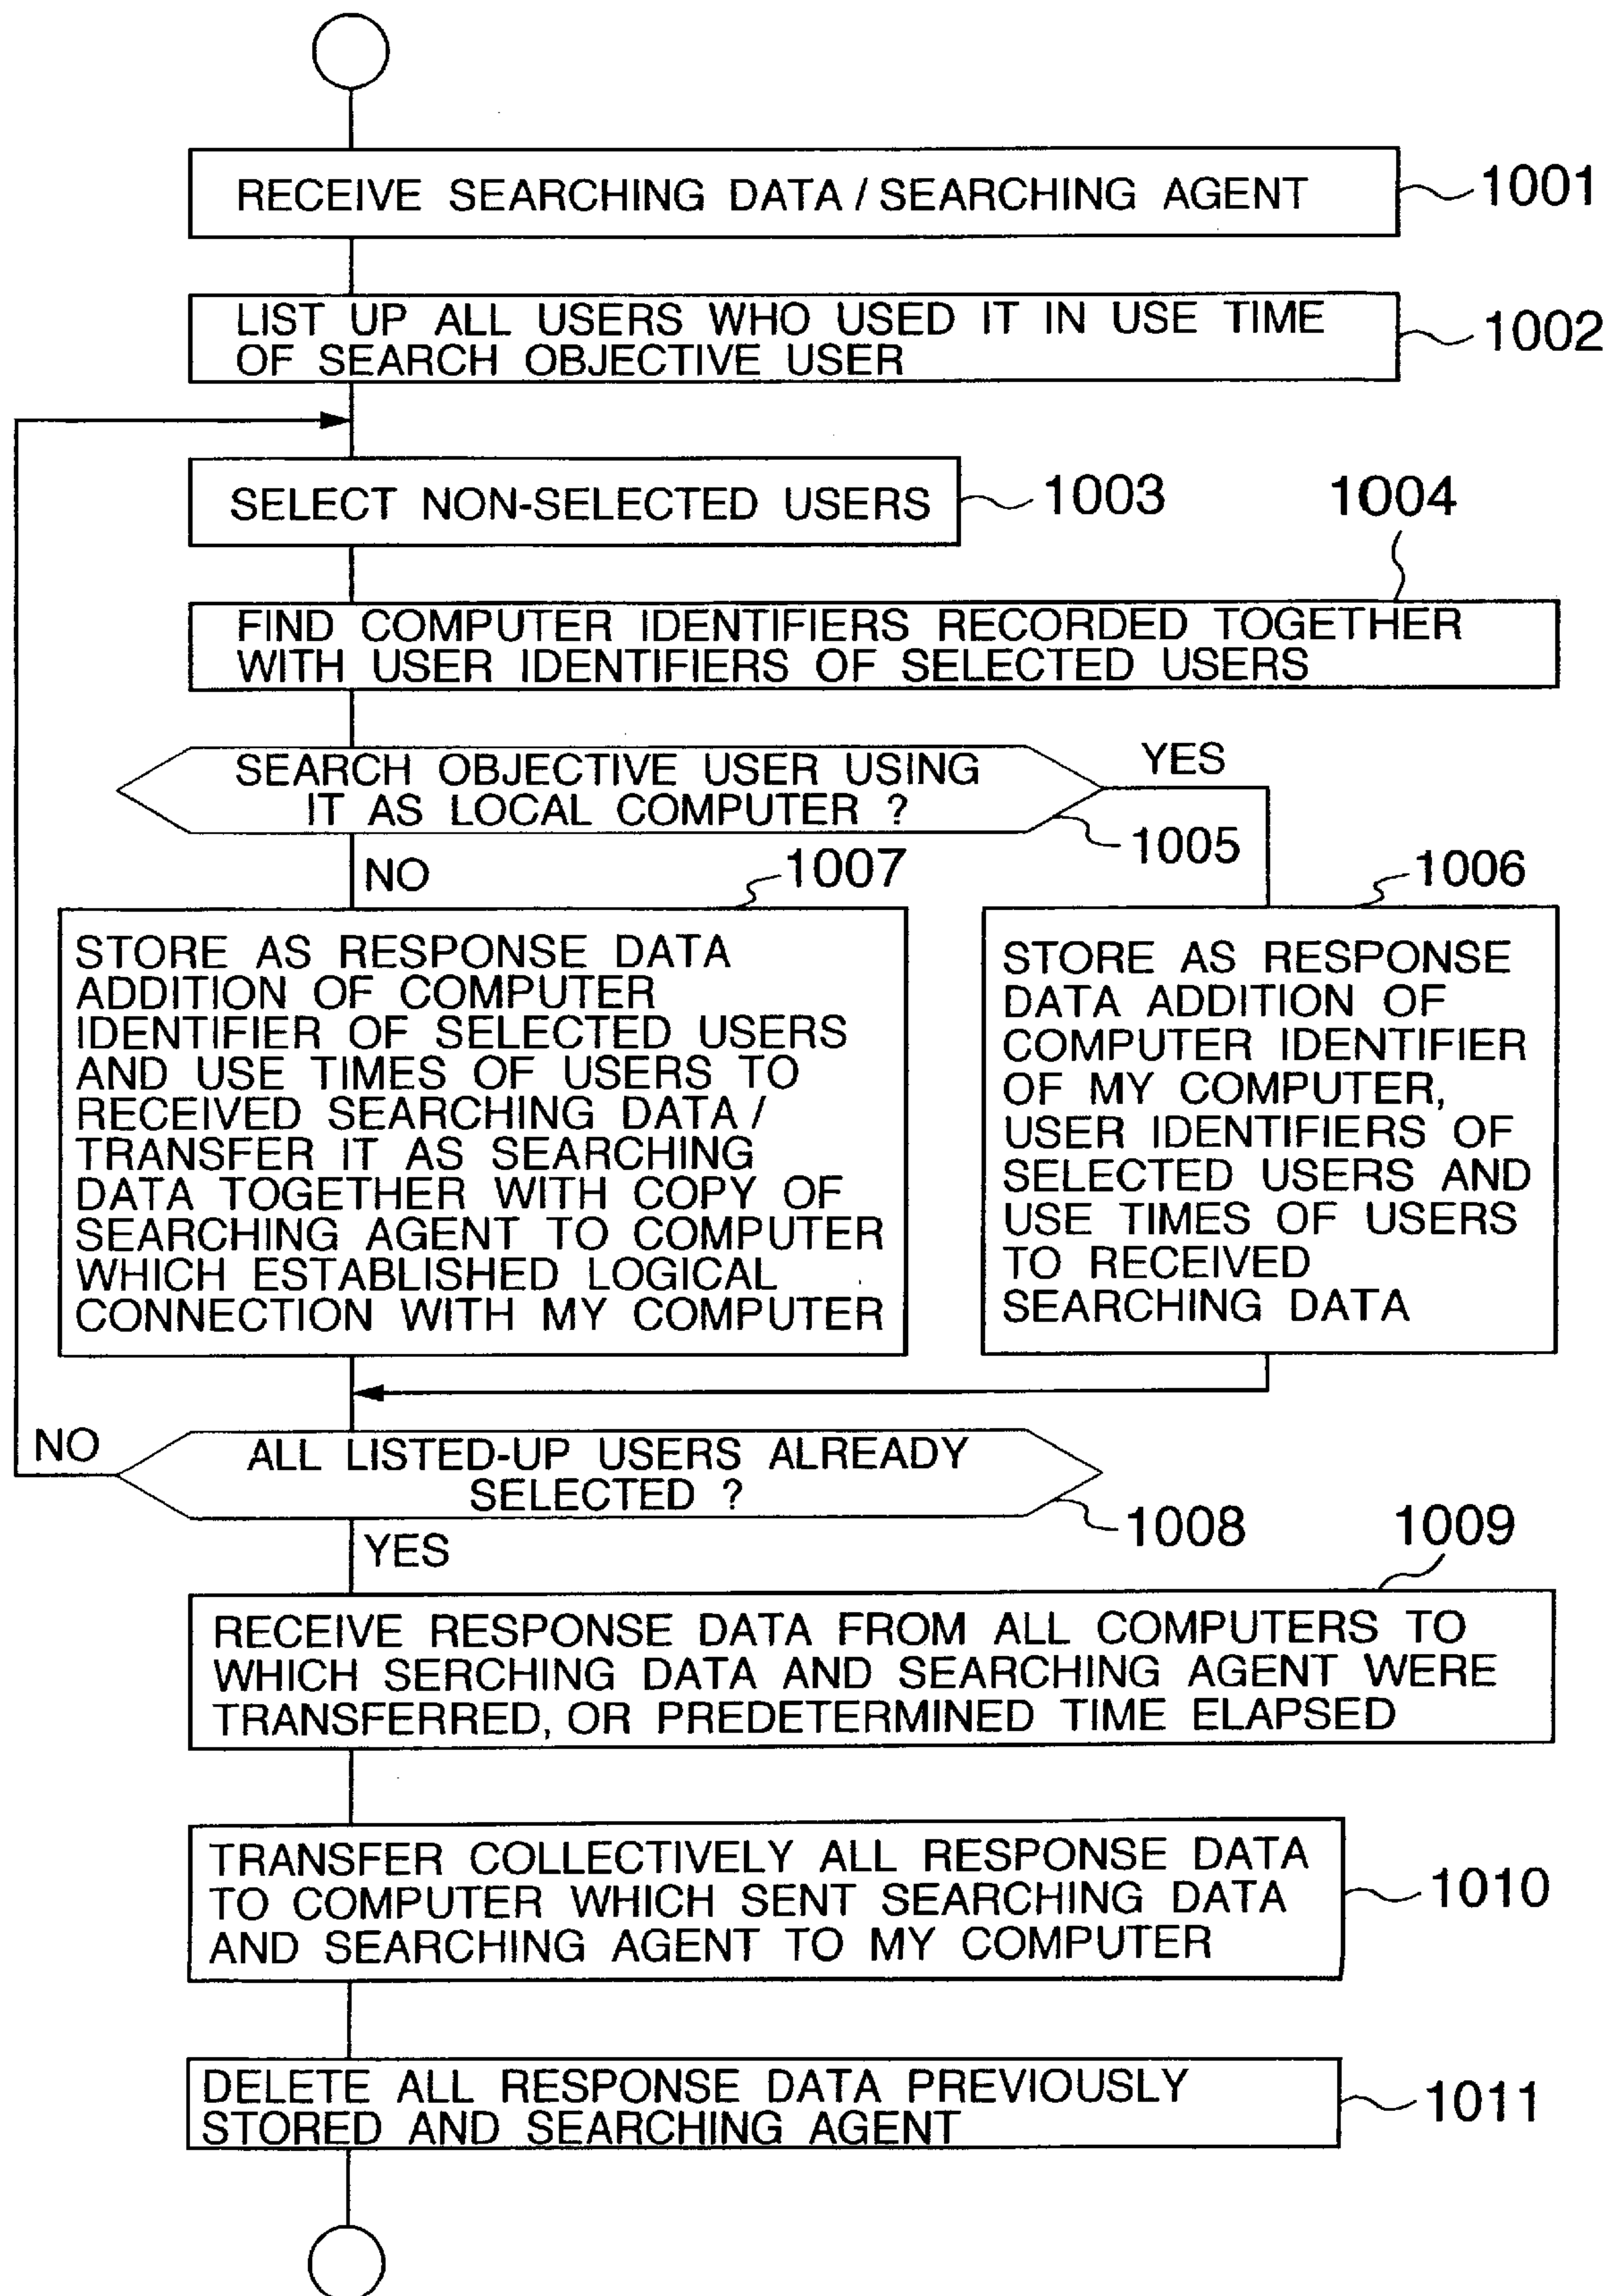 RECEIVE SEARCHING DATA / SEARCHING AGENT
1001
LIST UP ALL USERS WHO USED IT IN USE TIME
OF SEARCH OBJECTIVE USER
1002
SELECT NON-SELECTED USERS
1003
1004
FIND COMPUTER IDENTIFIERS RECORDED TOGETHER
WITH USER IDENTIFIERS OF SELECTED USERS
SEARCH OBJECTIVE USER USING
IT AS LOCAL COMPUTER ?
YES
1005
NO
1007
1006
STORE AS RESPONSE DATA
ADDITION OF COMPUTER
IDENTIFIER OF SELECTED USERS
AND USE TIMES OF USERS TO
RECEIVED SEARCHING DATA /
TRANSFER IT AS SEARCHING
DATA TOGETHER WITH COPY OF
SEARCHING AGENT TO COMPUTER
WHICH ESTABLISHED LOGICAL
CONNECTION WITH MY COMPUTER
STORE AS RESPONSE
DATA ADDITION OF
COMPUTER IDENTIFIER
OF MY COMPUTER,
USER IDENTIFIERS OF
SELECTED USERS AND
USE TIMES OF USERS
TO RECEIVED
SEARCHING DATA
NO
ALL LISTED-UP USERS ALREADY
SELECTED ?
1008
YES
1009
RECEIVE RESPONSE DATA FROM ALL COMPUTERS TO
WHICH SERCHING DATA AND SEARCHING AGENT WERE
TRANSFERRED, OR PREDETERMINED TIME ELAPSED
TRANSFER COLLECTIVELY ALL RESPONSE DATA
TO COMPUTER WHICH SENT SEARCHING DATA
AND SEARCHING AGENT TO MY COMPUTER
1010
DELETE ALL RESPONSE DATA PREVIOUSLY
STORED AND SEARCHING AGENT
1011